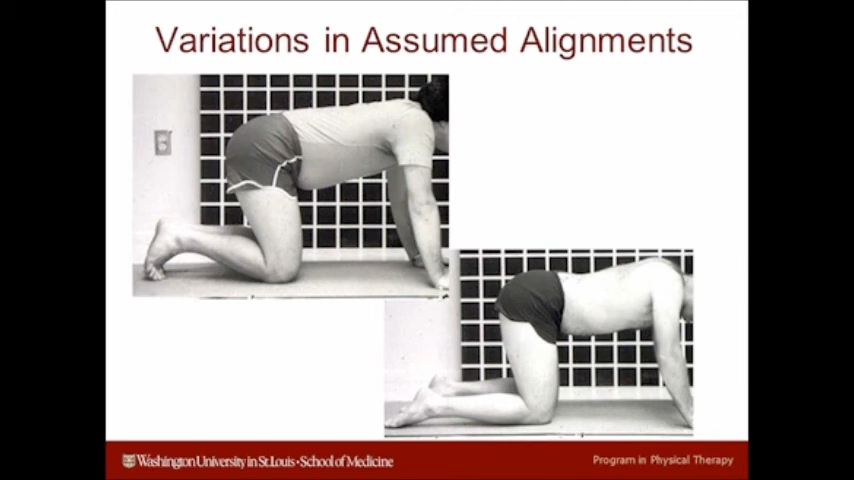 Variations in Assumed Alignments
Washington University in St. Louis • School of Medicine
Program in Physical Therapy